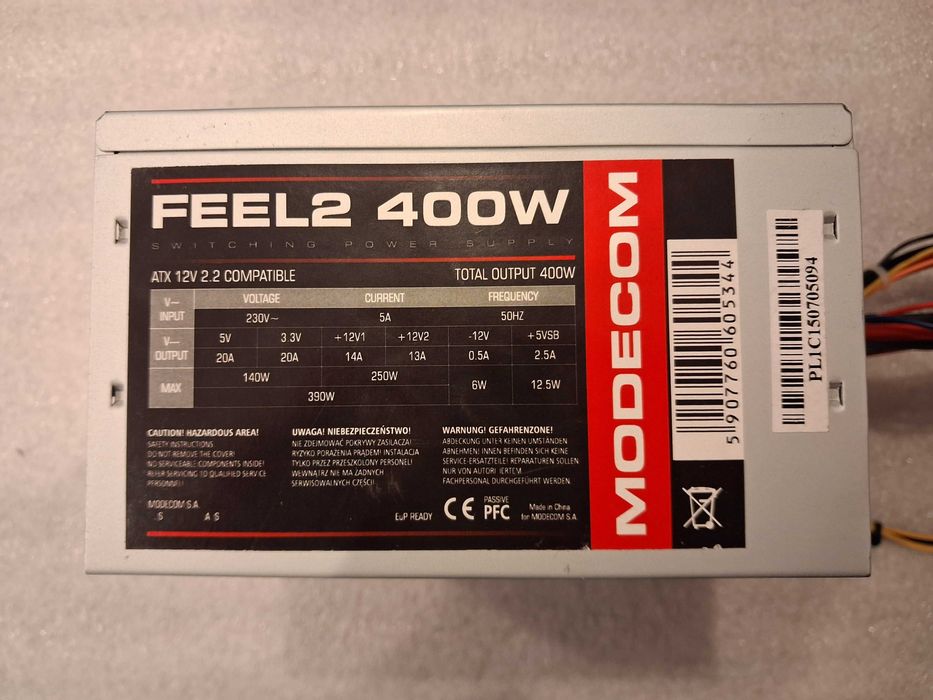 FEEL2 400W
SWITCHING POWER SUPPLY
ATX 12V 2.2 COMPATIBLE TOTAL OUTPUT 400W
V~ INPUT VOLTAGE CURRENT FREQUENCY
230V~ 5A 50HZ
V⎓ OUTPUT 5V 3.3V +12V1 +12V2 -12V +5VSB
20A 20A 14A 13A 0.5A 2.5A
MAX 140W 250W 6W 12.5W
390W
CAUTION! HAZARDOUS AREA!
SAFETY INSTRUCTIONS
DO NOT REMOVE THE COVER!
NO SERVICEABLE COMPONENTS INSIDE!
REFER SERVICING TO QUALIFIED SERVICE
PERSONNEL!
MODECOM S.A.
UWAGA! NIEBEZPIECZEŃSTWO!
NIE ZDEJMOWAĆ POKRYWY ZASILACZA!
RYZYKO PORAŻENIA PRĄDEM! INSTALACJA
TYLKO PRZEZ PRZESZKOLONY PERSONEL!
WEWNĄTRZ NIE MA ŻADNYCH
SERWISOWALNYCH CZĘŚCI!
WARNUNG! GEFAHRENZONE!
ABDECKUNG UNTER KEINEN UMSTÄNDEN
ABNEHMEN! INNEN BEFINDEN SICH KEINE
SERVICE-ERSATZTEILE! REPARATUREN SOLLEN
NUR VON
FACHPERSONAL DURCHGEFÜHRT WERDEN
EuP READY
CE
PASSIVE
PFC
Made in China
for MODECOM S.A.
MODECOM
5 907760 605344
PL1C150705094